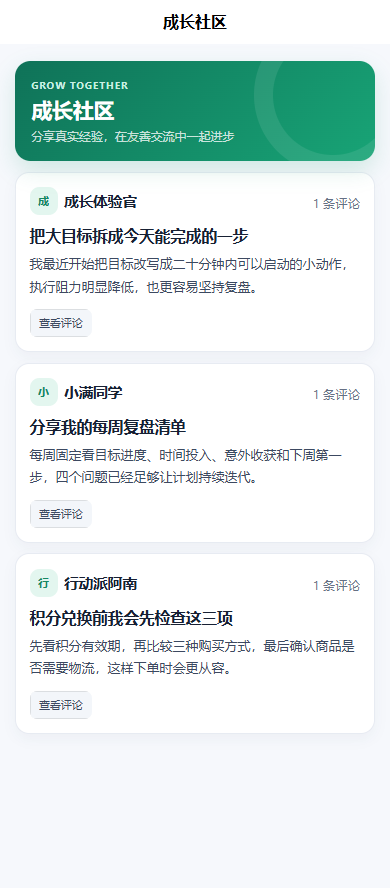 成长社区
GROW TOGETHER
成长社区
分享真实经验，在友善交流中一起进步
成 成长体验官 1 条评论
把大目标拆成今天能完成的一步
我最近开始把目标改写成二十分钟内可以启动的小动作，
执行阻力明显降低，也更容易坚持复盘。
查看评论
小 小满同学 1 条评论
分享我的每周复盘清单
每周固定看目标进度、时间投入、意外收获和下周第一
步，四个问题已经足够让计划持续迭代。
查看评论
行 行动派阿南 1 条评论
积分兑换前我会先检查这三项
先看积分有效期，再比较三种购买方式，最后确认商品是
否需要物流，这样下单时会更从容。
查看评论